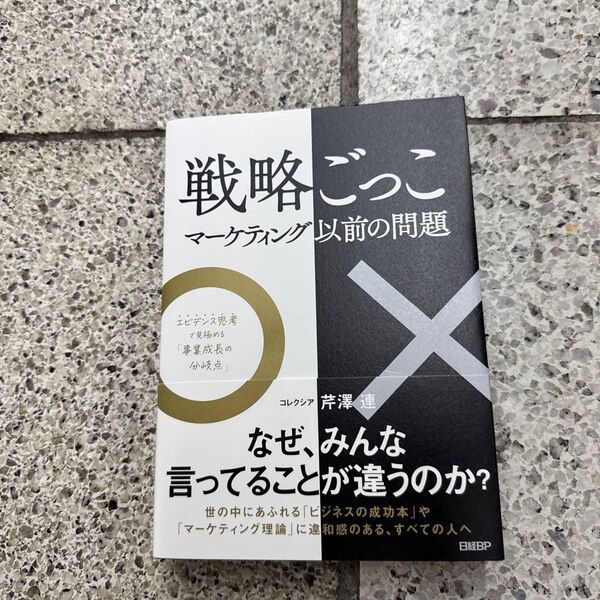 戦略ごっこ
マーケティング以前の問題
エビデンス思考
で見極める
「事業成長の
分岐点」
コレクシア 芹澤 連
なぜ、みんな
言ってることが違うのか?
世の中にあふれる「ビジネスの成功本」や
「マーケティング理論」に違和感のある、すべての人へ
日経BP